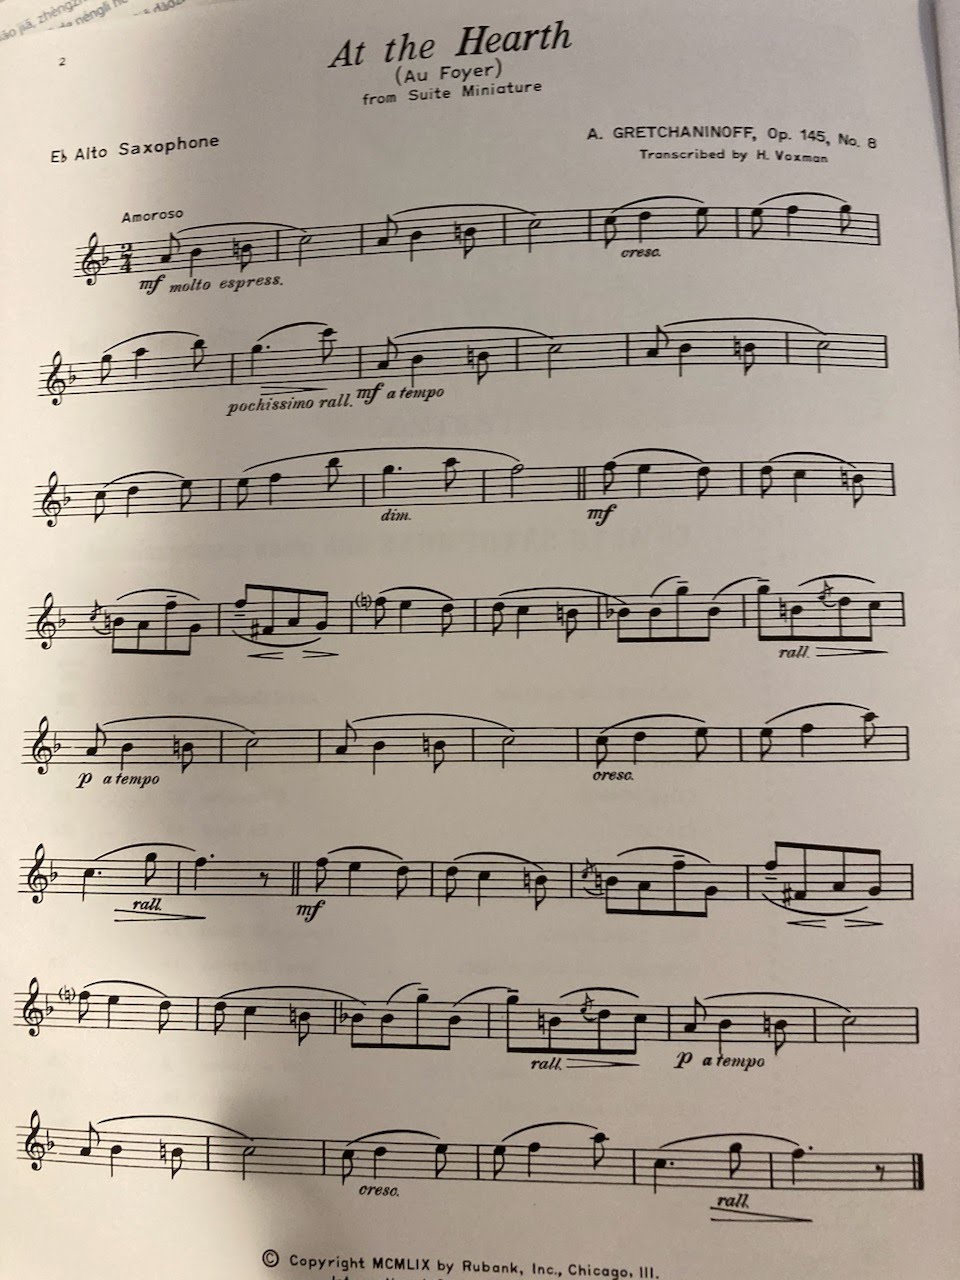 néngli
2
At the Hearth
(Au Foyer)
from Suite Miniature
E♭ Alto Saxophone
A. GRETCHANINOFF, Op. 145, No. 8
Transcribed by H. Voxman
Amoroso
2
4
mf molto espress.
cresc.
pochissimo rall. mf a tempo
dim.
mf
rall.
p a tempo
cresc.
rall.
mf
rall.
p a tempo
cresc.
rall.
© Copyright MCMLIX by Rubank, Inc., Chicago, Ill.